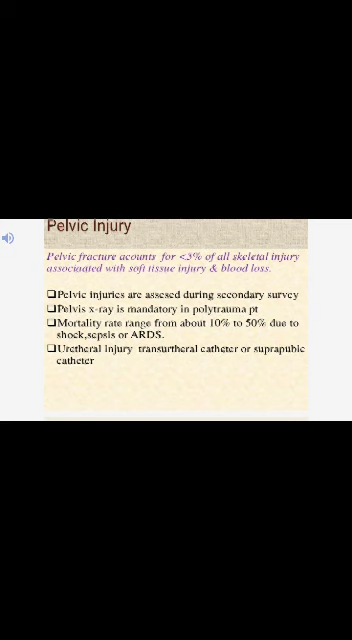 Pelvic Injury
Pelvic fracture acounts for <5% of all skeletal injury
associaated with soft tissue injury & blood loss.
❑Pelvic injuries are assesed during secondary survey
❑Pelvis x-ray is mandatory in polytrauma pt
❑Mortality rate range from about 10% to 50% due to
shock,sepsis or ARDS.
❑Uretheral injury transurtheral catheter or suprapubic
catheter